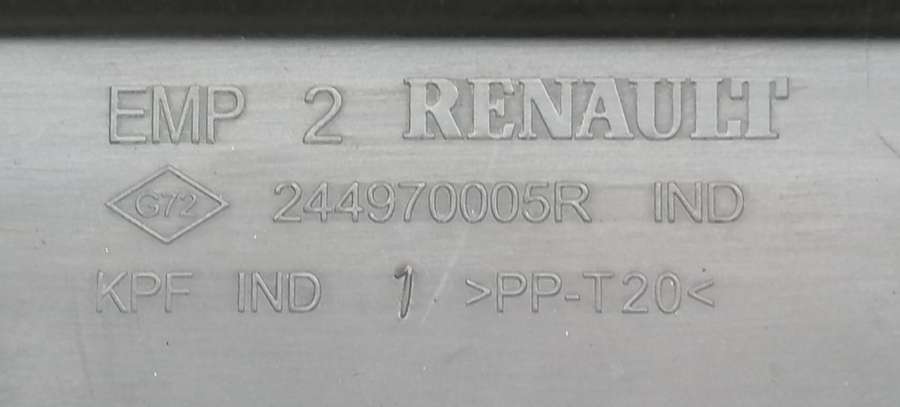 EMP 2 RENAULT
G72 244970005R IND
KPF IND 1 >PP-T20<